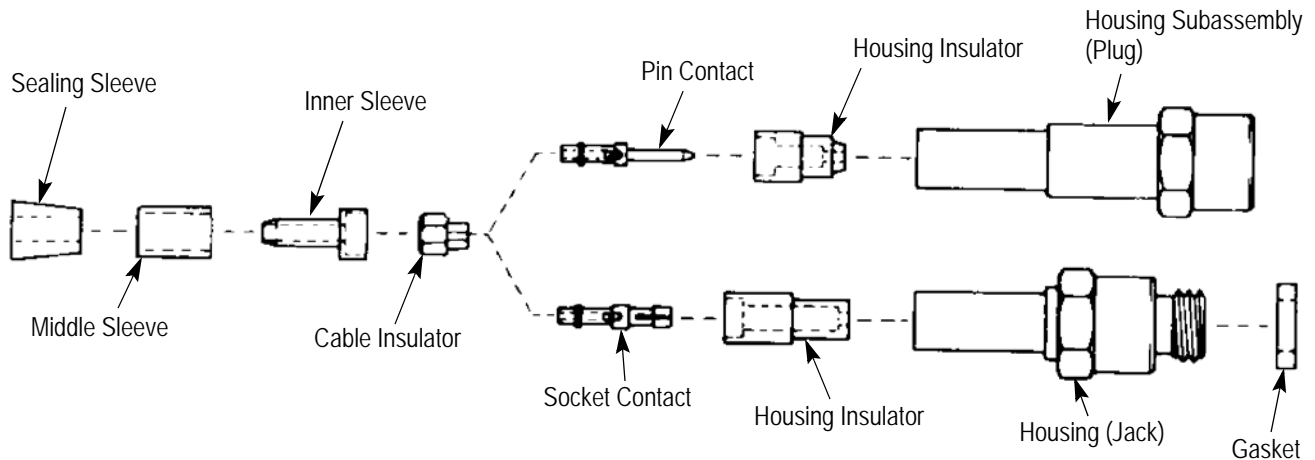 Housing Subassembly
(Plug)
Housing Insulator
Pin Contact
Sealing Sleeve
Inner Sleeve
Middle Sleeve
Cable Insulator
Socket Contact
Housing Insulator
Housing (Jack)
Gasket